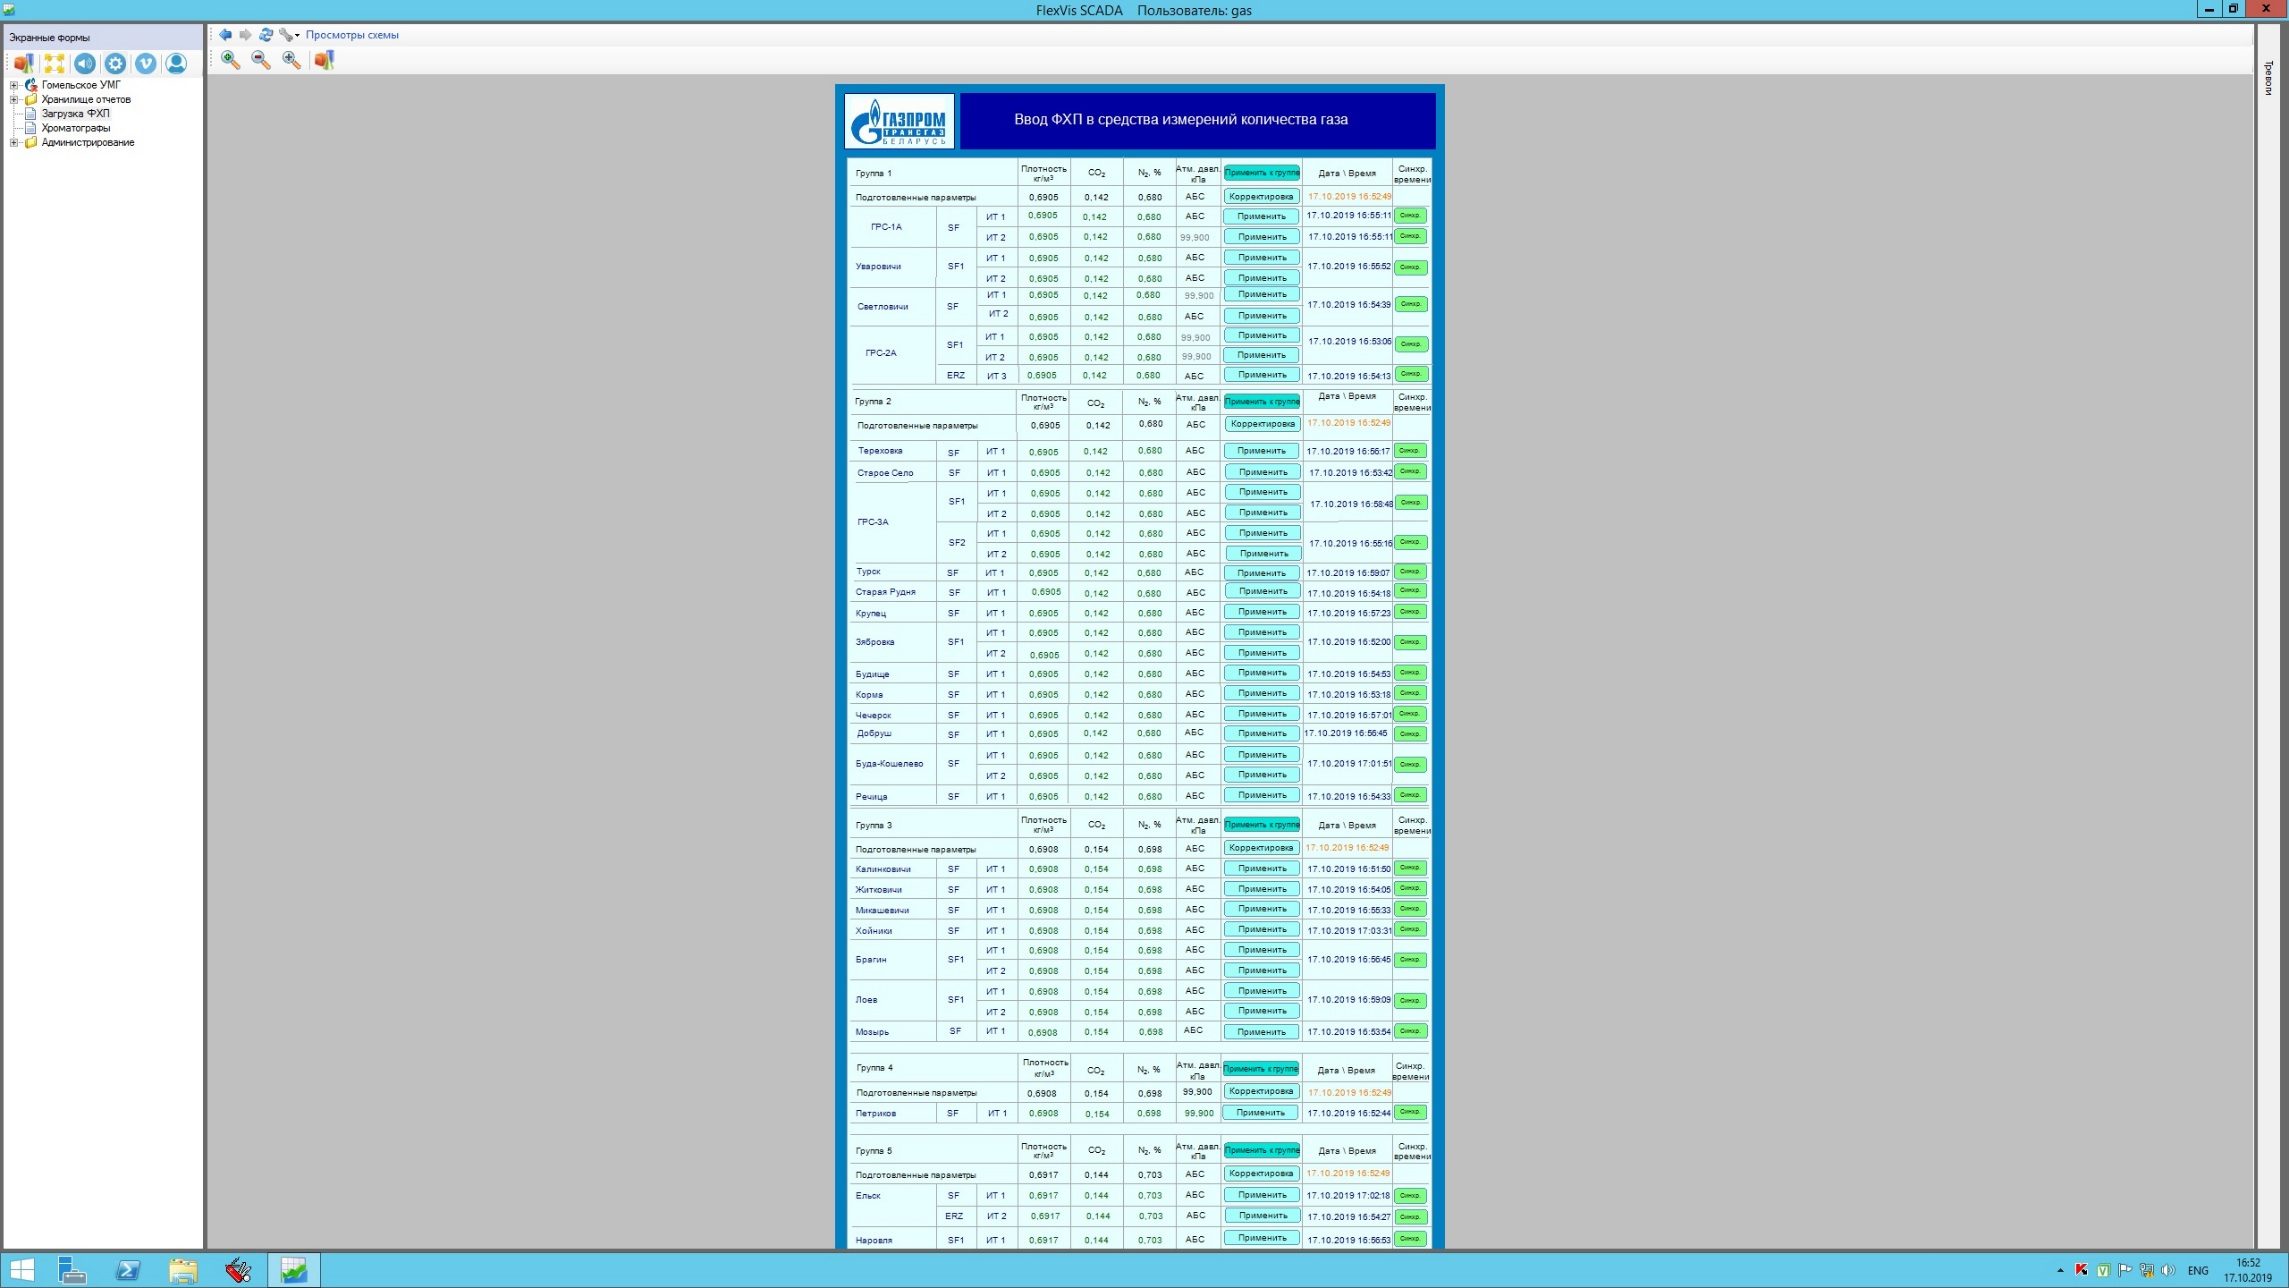 FlexVis SCADA Пользователь: gas
Экранные формы
Просмотры схемы
Гомельское УМГ
Хранилище отчетов
Загрузка ФХП
Хроматографы
Администрирование
Тревоги
ГАЗПРОМ
ТРАНСГАЗ
БЕЛАРУСЬ
Ввод ФХП в средства измерений количества газа
Группа 1 Плотность кг/м³ CO₂ N₂, % Атм. давл. кПа Применить к группе Дата \ Время Синхр. времени
Подготовленные параметры 0,6905 0,142 0,680 АБС Корректировка 17.10.2019 16:52:49
ГРС-1А SF ИТ 1 0,6905 0,142 0,680 АБС Применить 17.10.2019 16:55:11 Синхр.
ИТ 2 0,6905 0,142 0,680 99,900 Применить 17.10.2019 16:55:11 Синхр.
Уваровичи SF1 ИТ 1 0,6905 0,142 0,680 АБС Применить 17.10.2019 16:55:52 Синхр.
ИТ 2 0,6905 0,142 0,680 АБС Применить
Светловичи SF ИТ 1 0,6905 0,142 0,680 99,900 Применить 17.10.2019 16:54:39 Синхр.
ИТ 2 0,6905 0,142 0,680 АБС Применить
ГРС-2А SF1 ИТ 1 0,6905 0,142 0,680 99,900 Применить 17.10.2019 16:53:06 Синхр.
ИТ 2 0,6905 0,142 0,680 99,900 Применить
ERZ ИТ 3 0,6905 0,142 0,680 АБС Применить 17.10.2019 16:54:13 Синхр.
Группа 2 Плотность кг/м³ CO₂ N₂, % Атм. давл. кПа Применить к группе Дата \ Время Синхр. времени
Подготовленные параметры 0,6905 0,142 0,680 АБС Корректировка 17.10.2019 16:52:49
Тереховка SF ИТ 1 0,6905 0,142 0,680 АБС Применить 17.10.2019 16:56:17 Синхр.
Старое Село SF ИТ 1 0,6905 0,142 0,680 АБС Применить 17.10.2019 16:53:42 Синхр.
ГРС-3А SF1 ИТ 1 0,6905 0,142 0,680 АБС Применить 17.10.2019 16:58:48 Синхр.
ИТ 2 0,6905 0,142 0,680 АБС Применить
SF2 ИТ 1 0,6905 0,142 0,680 АБС Применить 17.10.2019 16:55:16 Синхр.
ИТ 2 0,6905 0,142 0,680 АБС Применить
Турск SF ИТ 1 0,6905 0,142 0,680 АБС Применить 17.10.2019 16:59:07 Синхр.
Старая Рудня SF ИТ 1 0,6905 0,142 0,680 АБС Применить 17.10.2019 16:54:18 Синхр.
Крупец SF ИТ 1 0,6905 0,142 0,680 АБС Применить 17.10.2019 16:57:23 Синхр.
Зябровка SF1 ИТ 1 0,6905 0,142 0,680 АБС Применить 17.10.2019 16:52:00 Синхр.
ИТ 2 0,6905 0,142 0,680 АБС Применить
Будище SF ИТ 1 0,6905 0,142 0,680 АБС Применить 17.10.2019 16:54:53 Синхр.
Корма SF ИТ 1 0,6905 0,142 0,680 АБС Применить 17.10.2019 16:53:18 Синхр.
Чечерск SF ИТ 1 0,6905 0,142 0,680 АБС Применить 17.10.2019 16:57:01 Синхр.
Добруш SF ИТ 1 0,6905 0,142 0,680 АБС Применить 17.10.2019 16:56:45 Синхр.
Буда-Кошелево SF ИТ 1 0,6905 0,142 0,680 АБС Применить 17.10.2019 17:01:51 Синхр.
ИТ 2 0,6905 0,142 0,680 АБС Применить
Речица SF ИТ 1 0,6905 0,142 0,680 АБС Применить 17.10.2019 16:54:33 Синхр.
Группа 3 Плотность кг/м³ CO₂ N₂, % Атм. давл. кПа Применить к группе Дата \ Время Синхр. времени
Подготовленные параметры 0,6908 0,154 0,698 АБС Корректировка 17.10.2019 16:52:49
Калинковичи SF ИТ 1 0,6908 0,154 0,698 АБС Применить 17.10.2019 16:51:50 Синхр.
Житковичи SF ИТ 1 0,6908 0,154 0,698 АБС Применить 17.10.2019 16:54:05 Синхр.
Микашевичи SF ИТ 1 0,6908 0,154 0,698 АБС Применить 17.10.2019 16:55:33 Синхр.
Хойники SF ИТ 1 0,6908 0,154 0,698 АБС Применить 17.10.2019 17:03:31 Синхр.
Брагин SF1 ИТ 1 0,6908 0,154 0,698 АБС Применить 17.10.2019 16:56:45 Синхр.
ИТ 2 0,6908 0,154 0,698 АБС Применить
Лоев SF1 ИТ 1 0,6908 0,154 0,698 АБС Применить 17.10.2019 16:59:09 Синхр.
ИТ 2 0,6908 0,154 0,698 АБС Применить
Мозырь SF ИТ 1 0,6908 0,154 0,698 АБС Применить 17.10.2019 16:53:54 Синхр.
Группа 4 Плотность кг/м³ CO₂ N₂, % Атм. давл. кПа Применить к группе Дата \ Время Синхр. времени
Подготовленные параметры 0,6908 0,154 0,698 99,900 Корректировка 17.10.2019 16:52:49
Петриков SF ИТ 1 0,6908 0,154 0,698 99,900 Применить 17.10.2019 16:52:44 Синхр.
Группа 5 Плотность кг/м³ CO₂ N₂, % Атм. давл. кПа Применить к группе Дата \ Время Синхр. времени
Подготовленные параметры 0,6917 0,144 0,703 АБС Корректировка 17.10.2019 16:52:49
Ельск SF ИТ 1 0,6917 0,144 0,703 АБС Применить 17.10.2019 17:02:18 Синхр.
ERZ ИТ 2 0,6917 0,144 0,703 АБС Применить 17.10.2019 16:54:27 Синхр.
Наровля SF1 ИТ 1 0,6917 0,144 0,703 АБС Применить 17.10.2019 16:56:53 Синхр.
ENG
16:52
17.10.2019